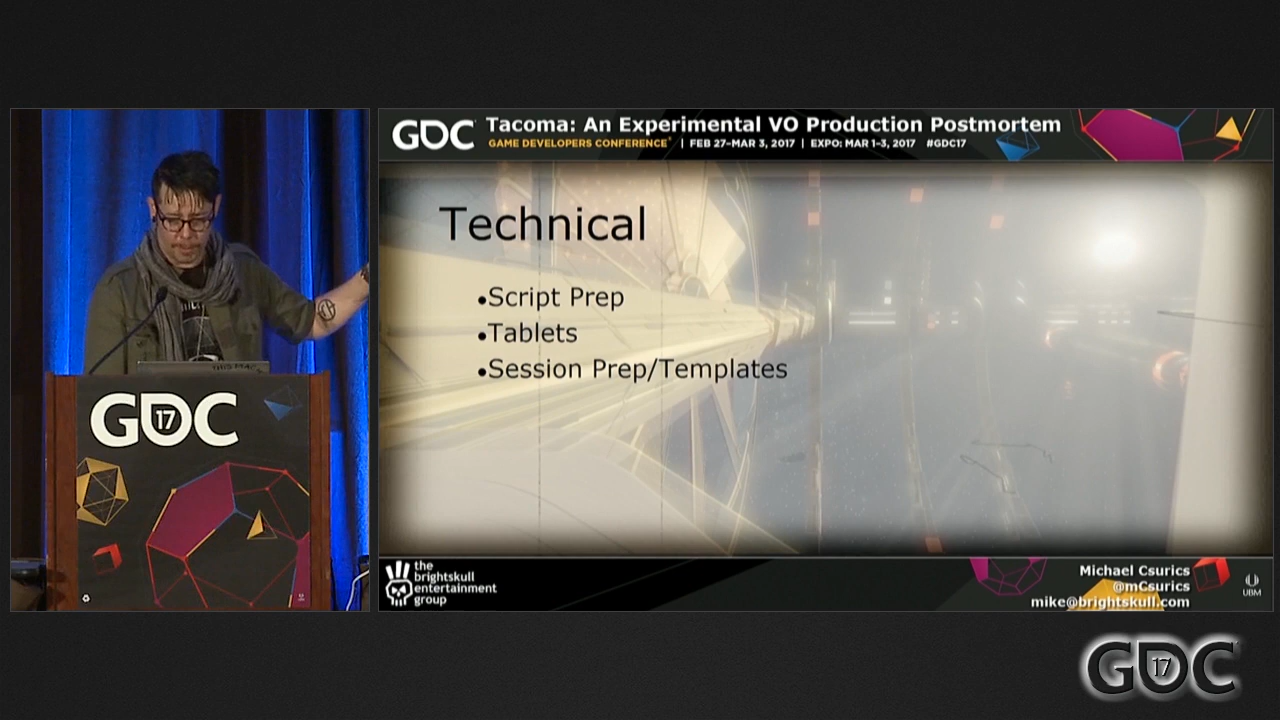 GDC
Tacoma: An Experimental VO Production Postmortem
GAME DEVELOPERS CONFERENCE® | FEB 27–MAR 3, 2017 | EXPO: MAR 1–3, 2017 #GDC17
Technical
•Script Prep
•Tablets
•Session Prep/Templates
GDC
17
the
brightskull
entertainment
group
Michael Csurics
@mCsurics
mike@brightskull.com
UBM
GDC
17